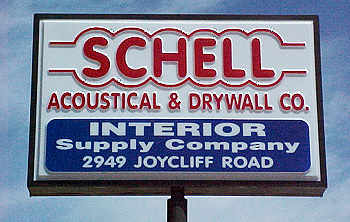 SCHELL
ACOUSTICAL & DRYWALL CO.
INTERIOR
Supply Company
2949 JOYCLIFF ROAD